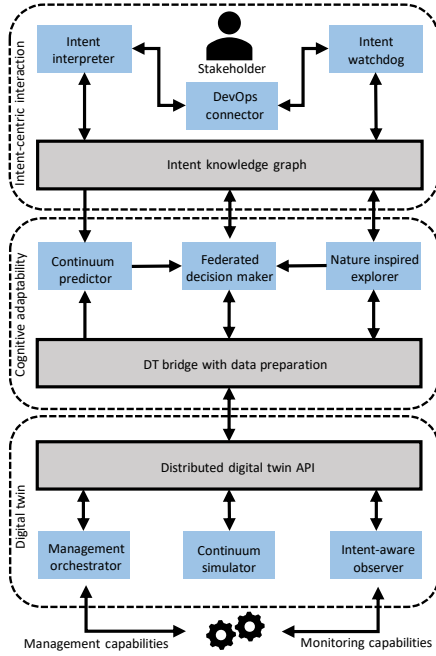 Intent-centric interaction
Intent
interpreter
Stakeholder
Intent
watchdog
DevOps
connector
Intent knowledge graph
Cognitive adaptability
Continuum
predictor
Federated
decision maker
Nature inspired
explorer
DT bridge with data preparation
Digital twin
Distributed digital twin API
Management
orchestrator
Continuum
simulator
Intent-aware
observer
Management capabilities
Monitoring capabilities